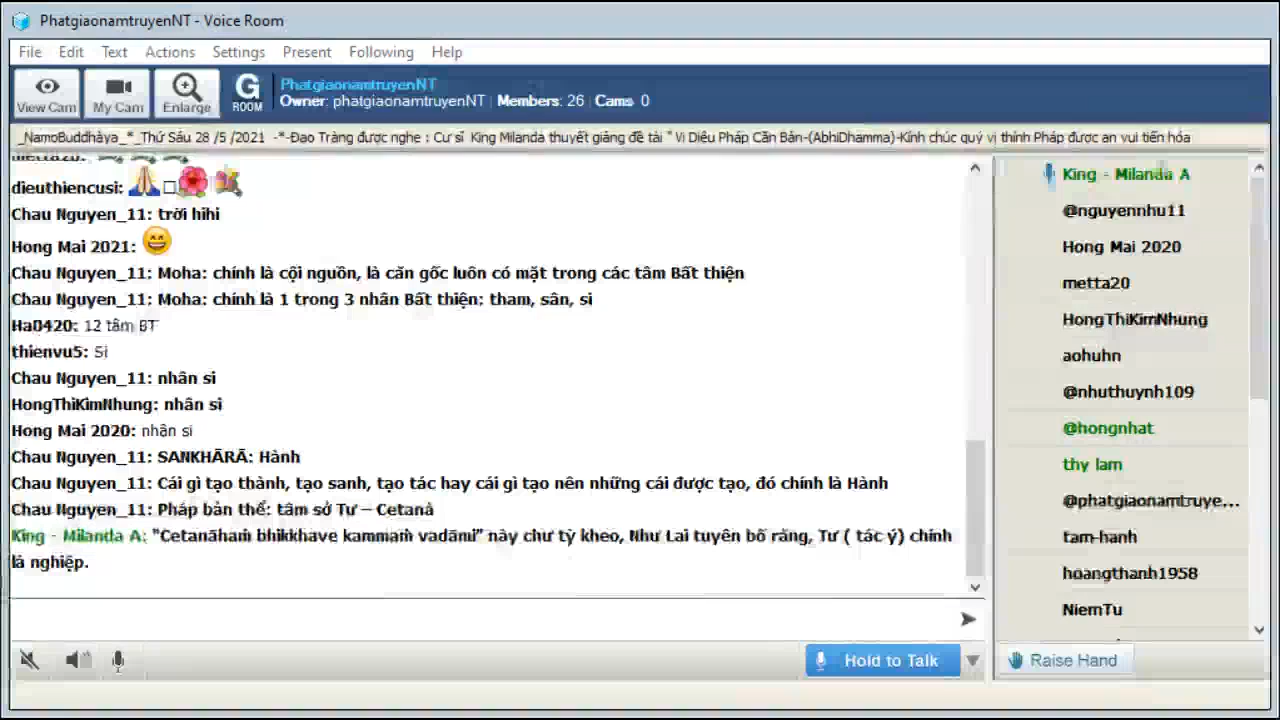 PhatgiaonamtruyenNT - Voice Room
File Edit Text Actions Settings Present Following Help
View Cam My Cam Enlarge G ROOM
PhatgiaonamtruyenNT
Owner: phatgiaonamtruyenNT | Members: 26 | Cams: 0
_NamoBuddhàya_*_Thứ Sáu 28 /5 /2021 -*-Đạo Tràng được nghe : Cư sĩ King Milanda thuyết giảng đề tài " Vi Diệu Pháp Căn Bản-(AbhiDhamma)-Kính chúc quý vị thính Pháp được an vui tiến hóa
metta20:
dieuthiencusi:
Chau Nguyen_11: trời hihi
Hong Mai 2021:
Chau Nguyen_11: Moha: chính là cội nguồn, là căn gốc luôn có mặt trong các tâm Bất thiện
Chau Nguyen_11: Moha: chính là 1 trong 3 nhân Bất thiện: tham, sân, si
Ha0420: 12 tâm BT
thienvu5: Si
Chau Nguyen_11: nhân si
HongThiKimNhung: nhân si
Hong Mai 2020: nhận si
Chau Nguyen_11: SANKHĀRĀ: Hành
Chau Nguyen_11: Cái gì tạo thành, tạo sanh, tạo tác hay cái gì tạo nên những cái được tạo, đó chính là Hành
Chau Nguyen_11: Pháp bản thể: tâm sở Tư – Cetanà
King - Milanda A: "Cetanāhaṁ bhikkhave kammaṁ vadāmi" này chư tỳ kheo, Như Lai tuyên bố rằng, Tư ( tác ý) chính
là nghiệp.
Hold to Talk
King - Milanda A
@nguyennhu11
Hong Mai 2020
metta20
HongThiKimNhung
aohuhn
@nhuthuynh109
@hongnhat
thy lam
@phatgiaonamtruye...
tam-hanh
hoangthanh1958
NiemTu
Raise Hand